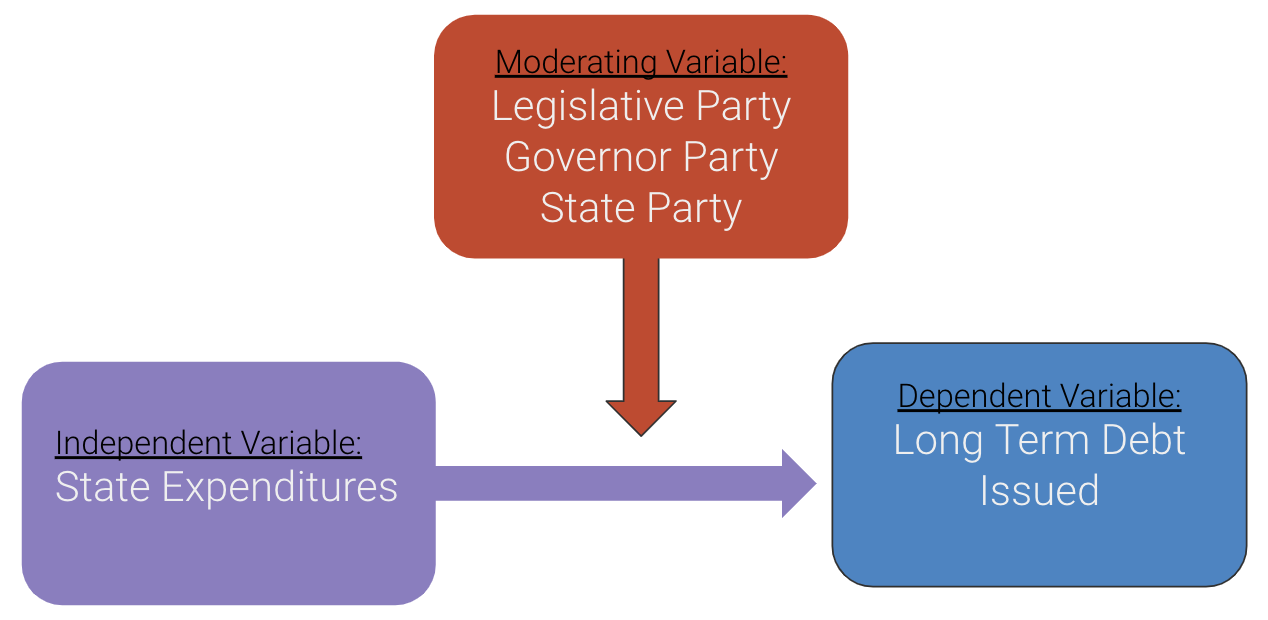 Moderating Variable:
Legislative Party
Governor Party
State Party
Independent Variable:
State Expenditures
Dependent Variable:
Long Term Debt
Issued